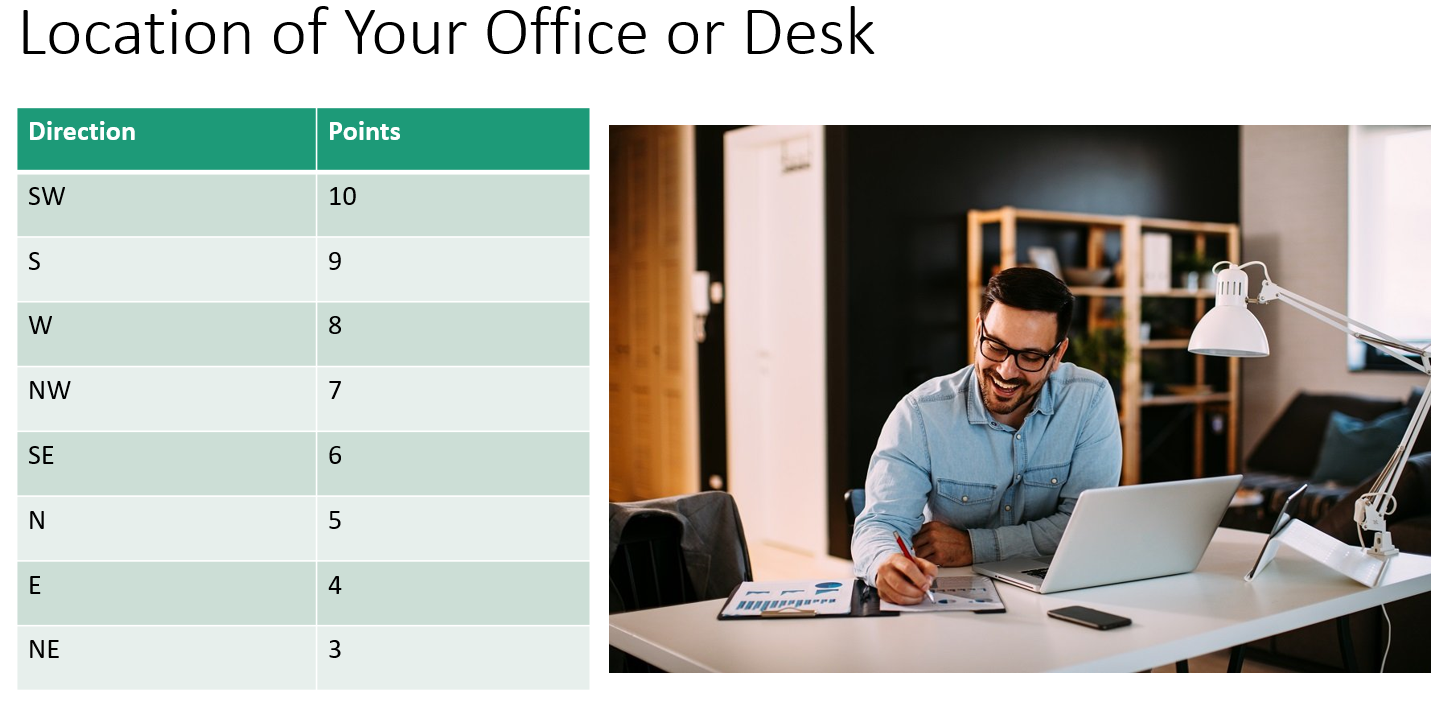 Location of Your Office or Desk
Direction Points
SW 10
S 9
W 8
NW 7
SE 6
N 5
E 4
NE 3